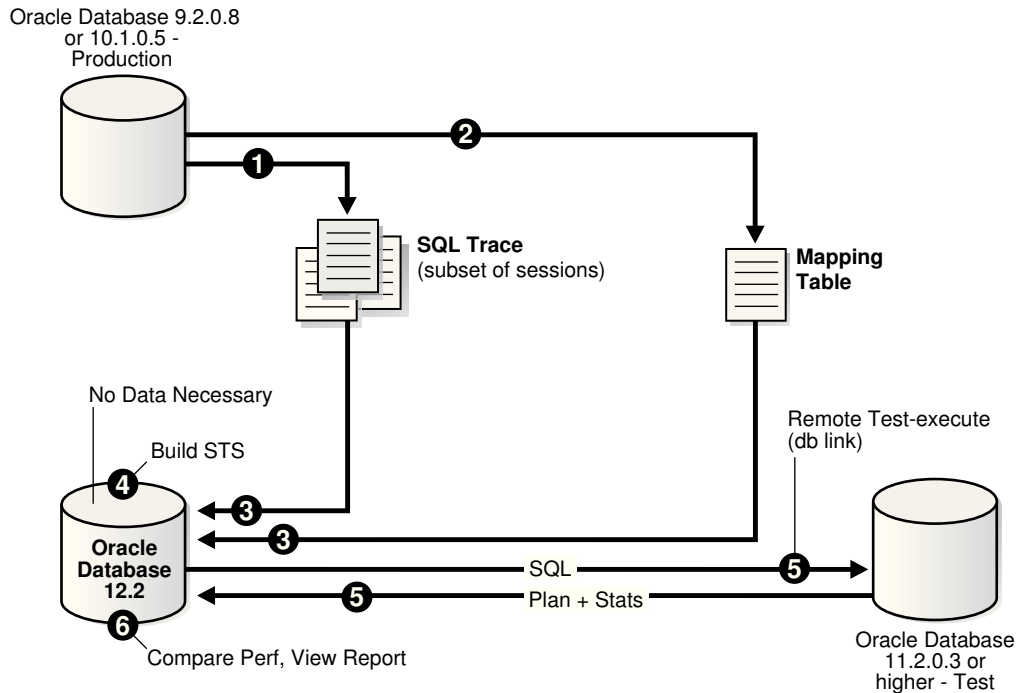 Oracle Database 9.2.0.8
or 10.1.0.5 -
Production
2
1
SQL Trace
(subset of sessions)
Mapping
Table
No Data Necessary
Remote Test-execute
(db link)
Build STS
4
3
3
Oracle
Database
12.2
SQL
5
5
Plan + Stats
6
Compare Perf, View Report
Oracle Database
11.2.0.3 or
higher - Test